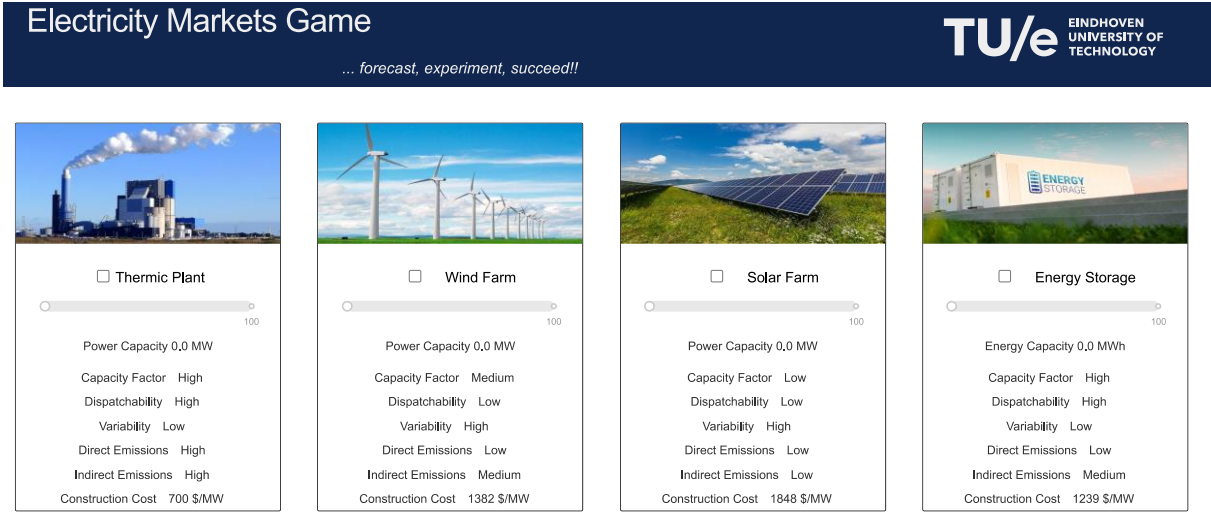 Electricity Markets Game
... forecast, experiment, succeed!!
TU/e EINDHOVEN
UNIVERSITY OF
TECHNOLOGY
ENERGY
STORAGE
Thermic Plant
100
Power Capacity 0.0 MW
Capacity Factor High
Dispatchability High
Variability Low
Direct Emissions High
Indirect Emissions High
Construction Cost 700 $/MW
Wind Farm
100
Power Capacity 0.0 MW
Capacity Factor Medium
Dispatchability Low
Variability High
Direct Emissions Low
Indirect Emissions Medium
Construction Cost 1382 $/MW
Solar Farm
100
Power Capacity 0.0 MW
Capacity Factor Low
Dispatchability Low
Variability High
Direct Emissions Low
Indirect Emissions Low
Construction Cost 1848 $/MW
Energy Storage
100
Energy Capacity 0.0 MWh
Capacity Factor High
Dispatchability High
Variability Low
Direct Emissions Low
Indirect Emissions Medium
Construction Cost 1239 $/MW